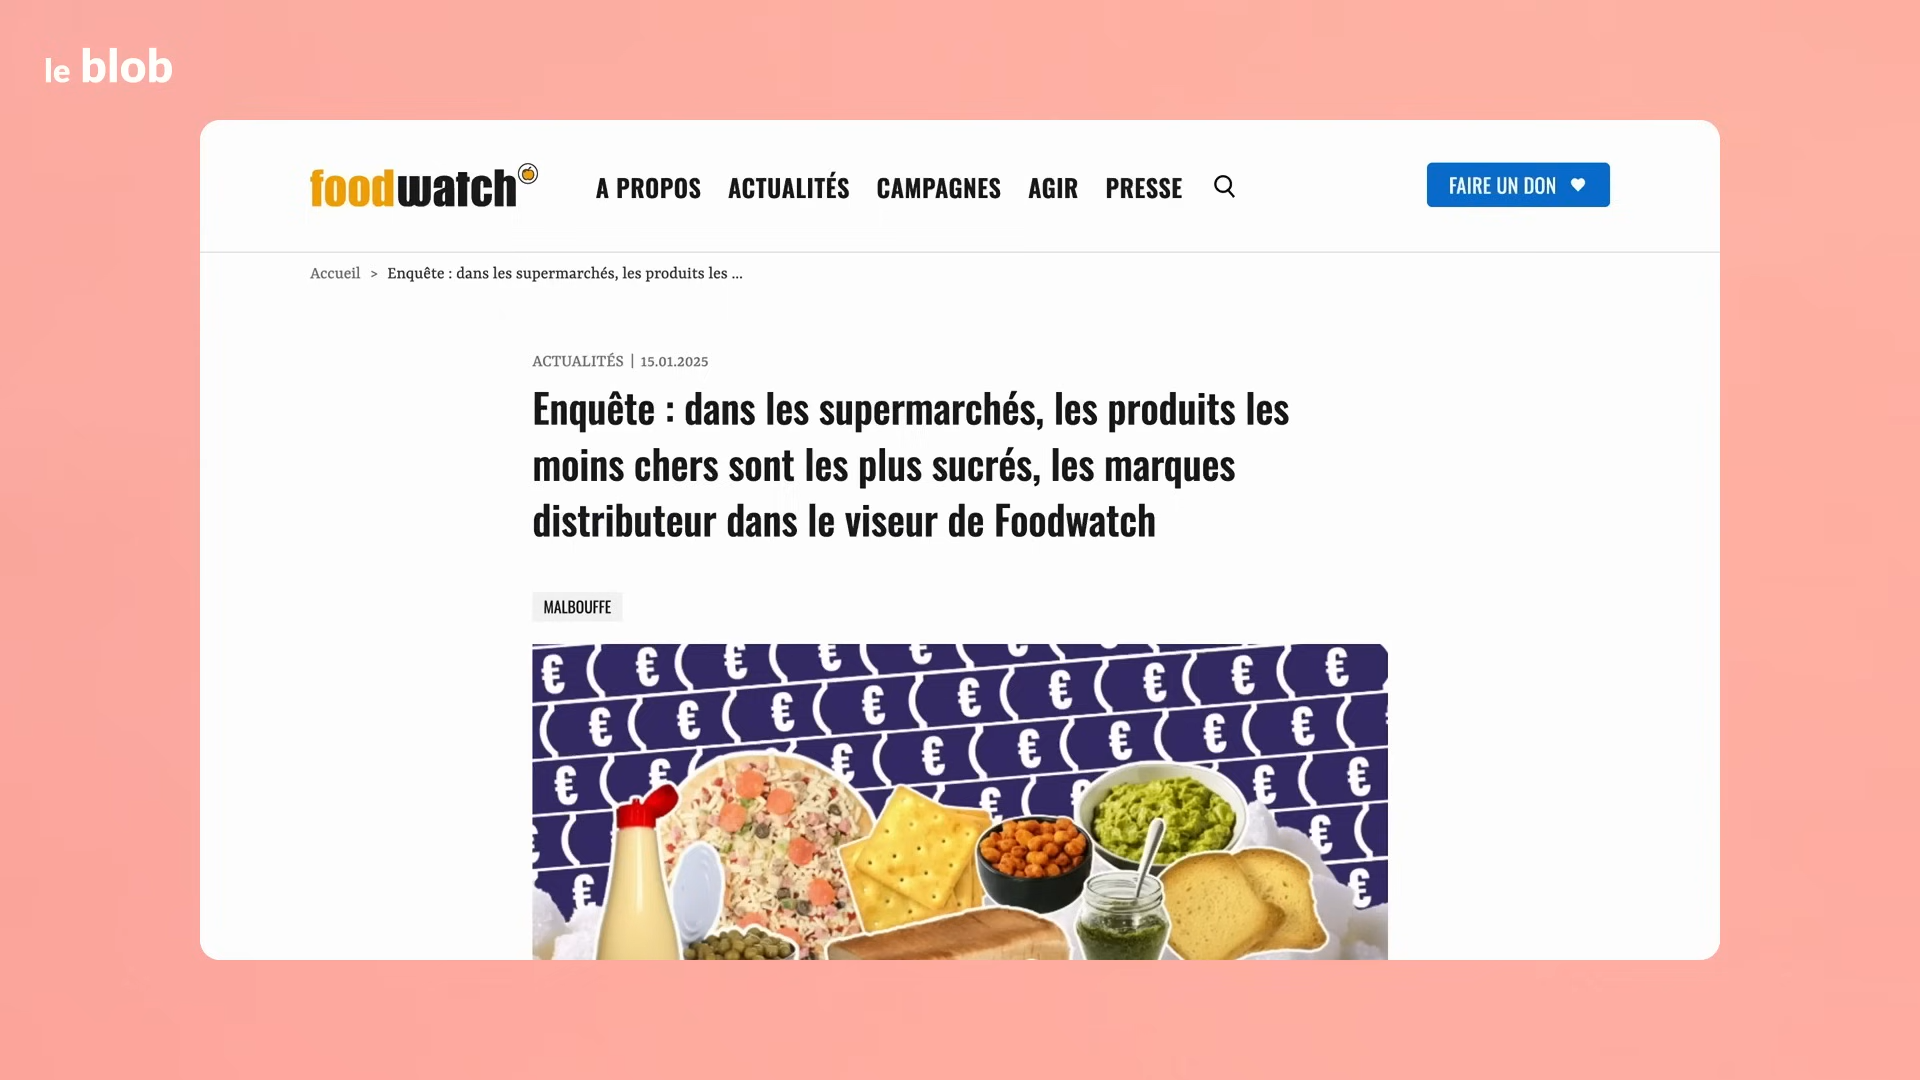 le blob
foodwatch
A PROPOS ACTUALITÉS CAMPAGNES AGIR PRESSE
FAIRE UN DON
Accueil > Enquête : dans les supermarchés, les produits les ...
ACTUALITÉS | 15.01.2025
Enquête : dans les supermarchés, les produits les
moins chers sont les plus sucrés, les marques
distributeur dans le viseur de Foodwatch
MALBOUFFE